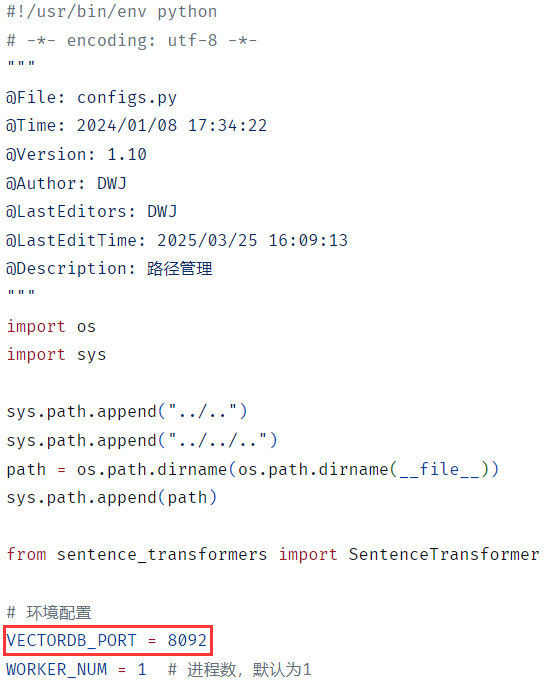 #!/usr/bin/env python
# -*- encoding: utf-8 -*-
"""
@File: configs.py
@Time: 2024/01/08 17:34:22
@Version: 1.10
@Author: DWJ
@LastEditors: DWJ
@LastEditTime: 2025/03/25 16:09:13
@Description: 路径管理
"""
import os
import sys
sys.path.append("../..")
sys.path.append("../../..")
path = os.path.dirname(os.path.dirname(__file__))
sys.path.append(path)
from sentence_transformers import SentenceTransformer
# 环境配置
VECTORDB_PORT = 8092
WORKER_NUM = 1  # 进程数，默认为1